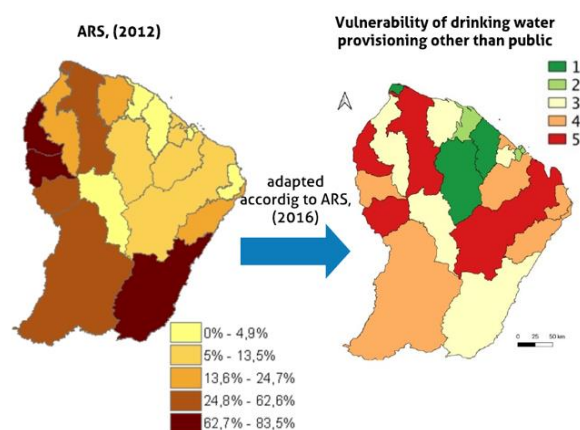 ARS, (2012)
Vulnerability of drinking water
provisioning other than public
1
2
3
4
5
adapted
accordig to ARS,
(2016)
0% - 4,9%
5% - 13,5%
13,6% - 24,7%
24,8% - 62,6%
62,7% - 83,5%
0 25 50 km